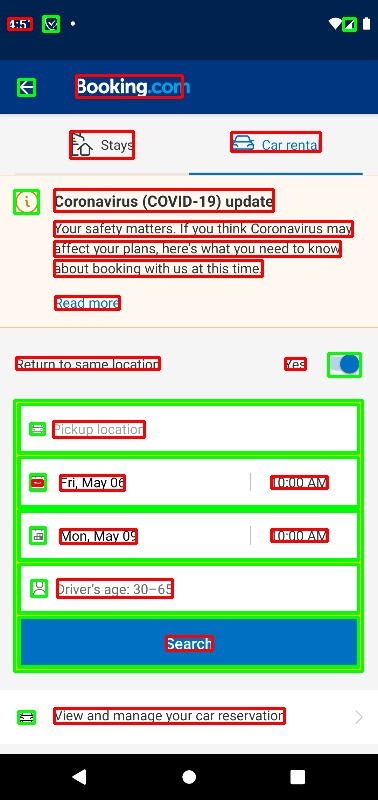 4:51
Booking.com
Stays
Car rental
Coronavirus (COVID-19) update
Your safety matters. If you think Coronavirus may
affect your plans, here's what you need to know
about booking with us at this time.
Read more
Return to same location
Yes
Pickup location
Fri, May 06
10:00 AM
Mon, May 09
10:00 AM
Driver's age: 30–65
Search
View and manage your car reservation